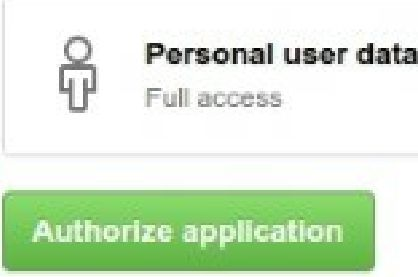 Personal user data
Full access
Authorize application